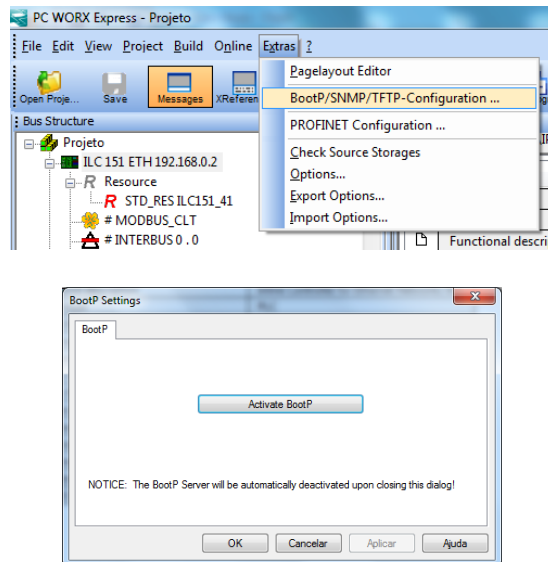 PC WORX Express - Projeto
File Edit View Project Build Online Extras ?
Open Proje... Save Messages XReferen
Pagelayout Editor
BootP/SNMP/TFTP-Configuration ...
PROFINET Configuration ...
Check Source Storages
Options...
Export Options...
Import Options...
Bus Structure
Projeto
ILC 151 ETH 192.168.0.2
R Resource
R STD_RES ILC151_41
# MODBUS_CLT
# INTERBUS 0 . 0
Functional descri
BootP Settings
BootP
Activate BootP
NOTICE: The BootP Server will be automatically deactivated upon closing this dialog!
OK Cancelar Aplicar Ajuda